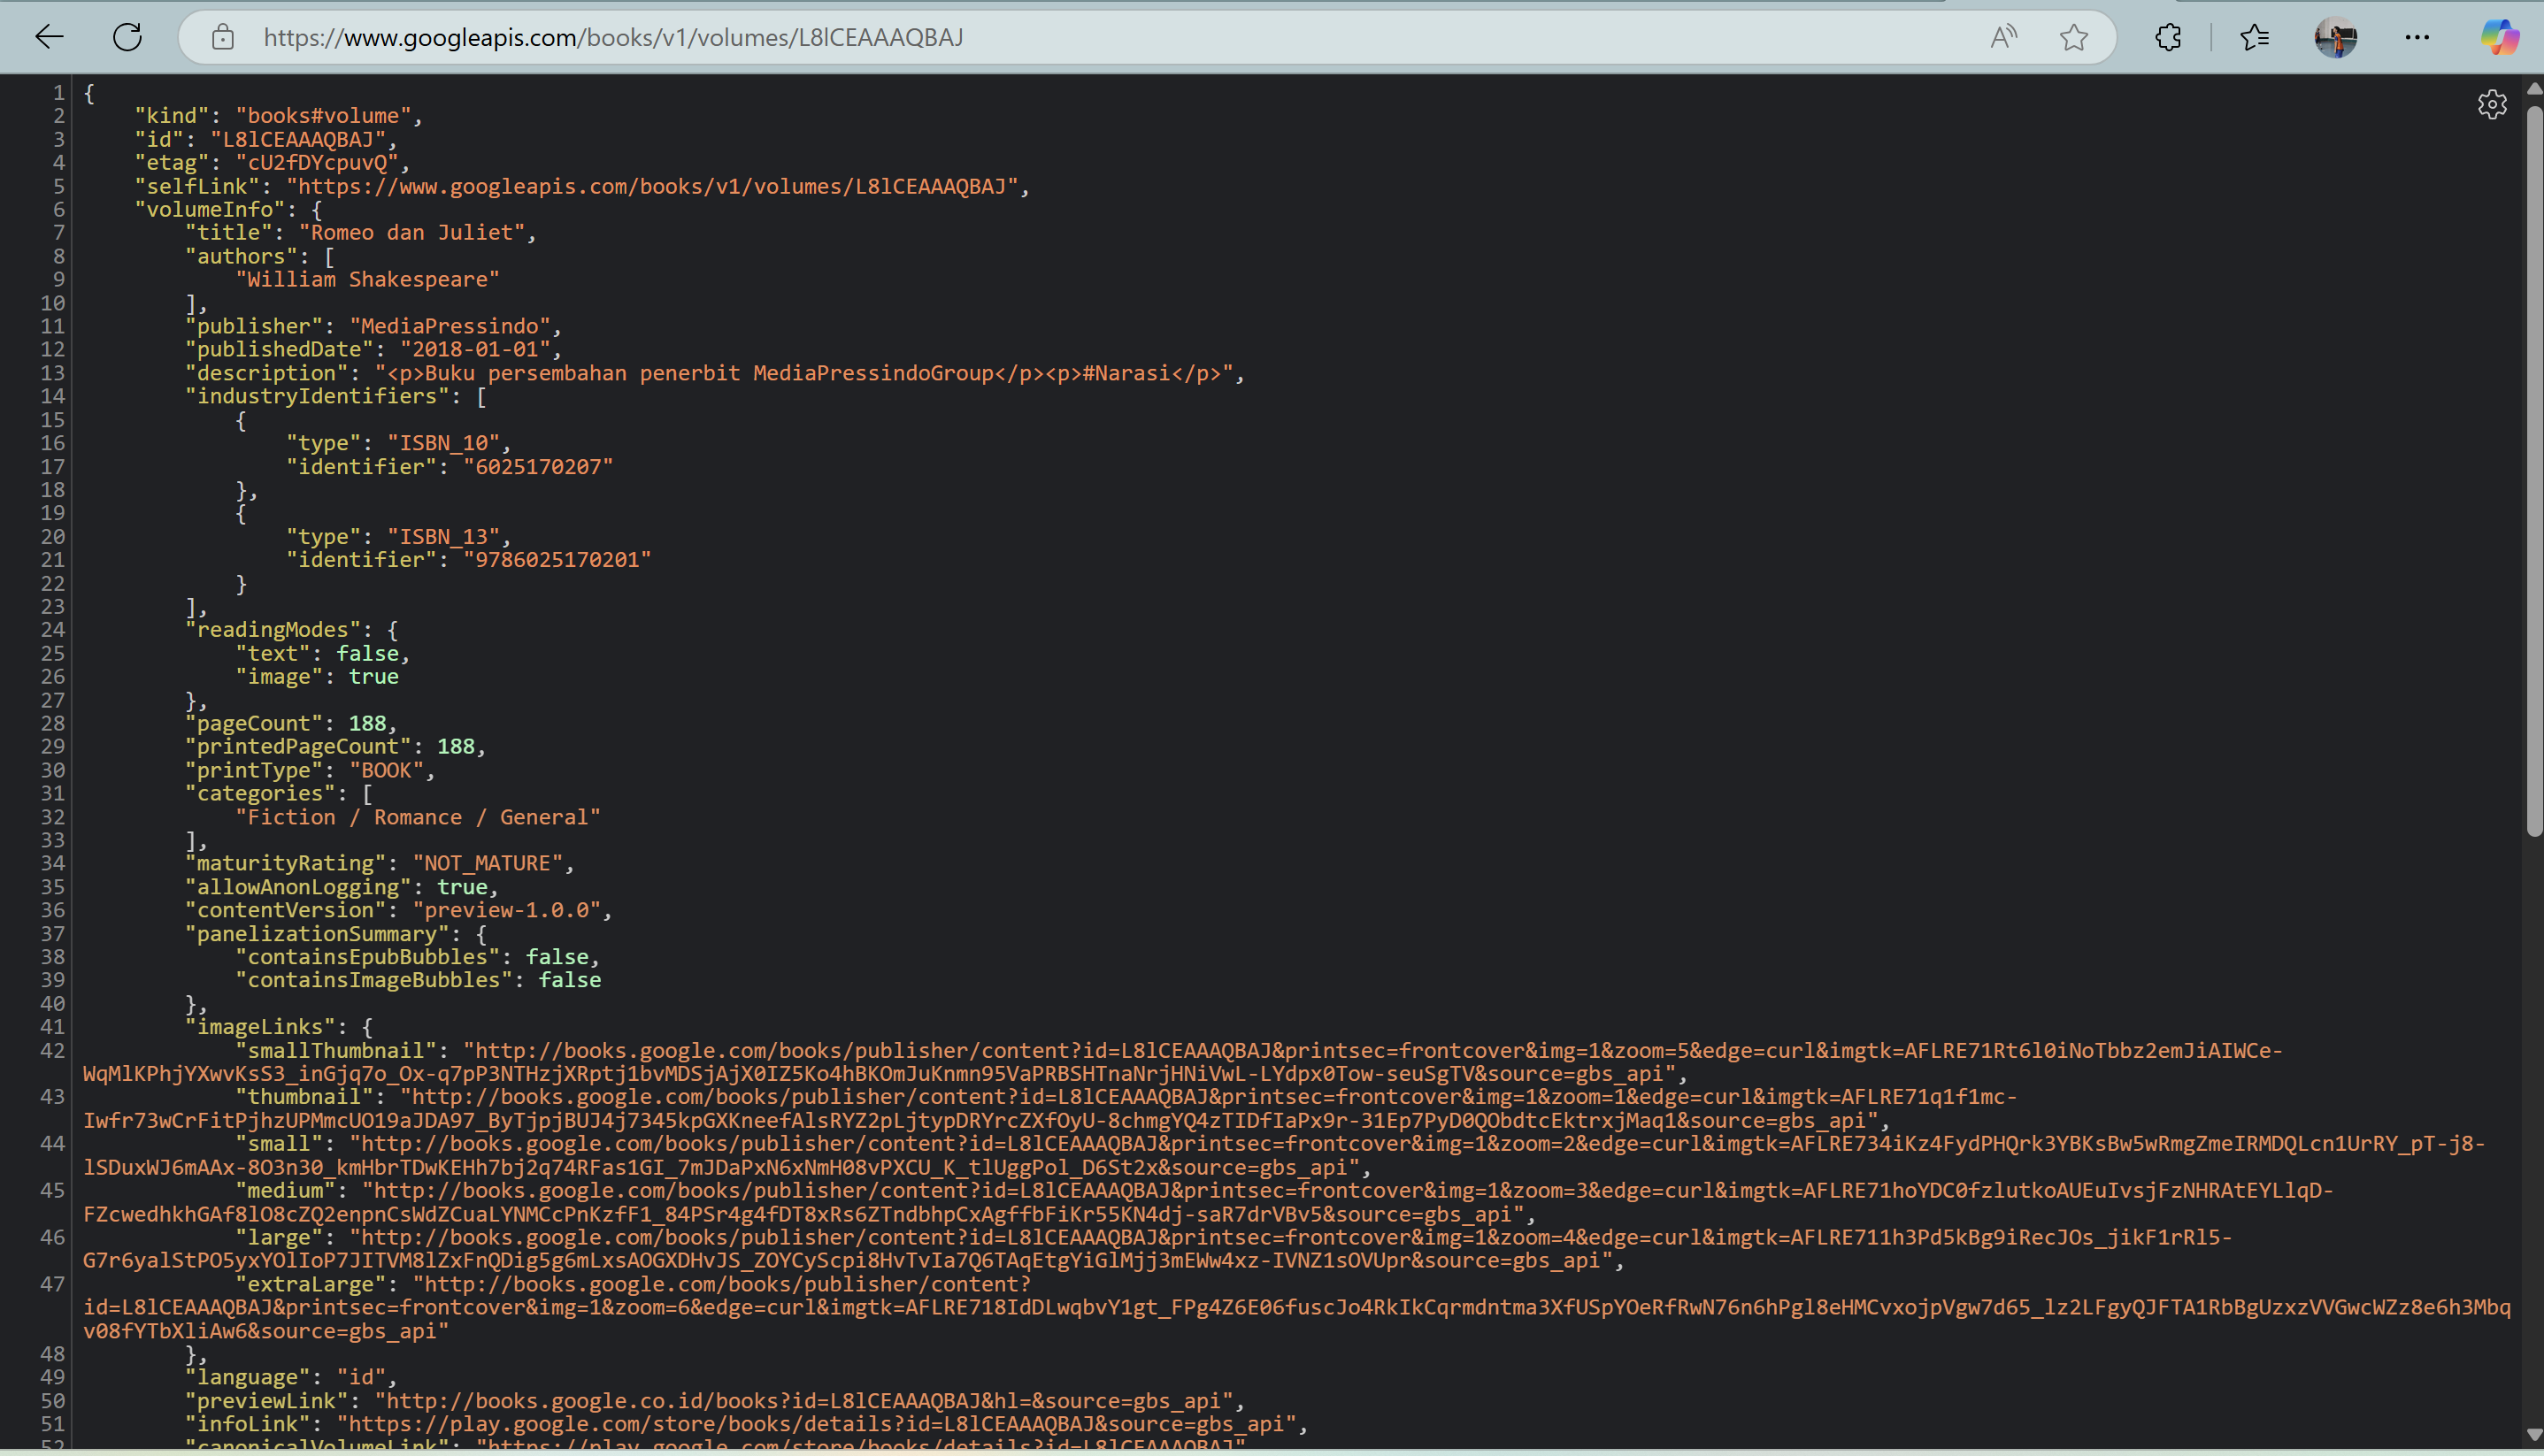 https://www.googleapis.com/books/v1/volumes/L8lCEAAAQBAJ
1 {
2 "kind": "books#volume",
3 "id": "L8lCEAAAQBAJ",
4 "etag": "cU2fDYcpuvQ",
5 "selfLink": "https://www.googleapis.com/books/v1/volumes/L8lCEAAAQBAJ",
6 "volumeInfo": {
7 "title": "Romeo dan Juliet",
8 "authors": [
9 "William Shakespeare"
10 ],
11 "publisher": "MediaPressindo",
12 "publishedDate": "2018-01-01",
13 "description": "<p>Buku persembahan penerbit MediaPressindoGroup</p><p>#Narasi</p>",
14 "industryIdentifiers": [
15 {
16 "type": "ISBN_10",
17 "identifier": "6025170207"
18 },
19 {
20 "type": "ISBN_13",
21 "identifier": "9786025170201"
22 }
23 ],
24 "readingModes": {
25 "text": false,
26 "image": true
27 },
28 "pageCount": 188,
29 "printedPageCount": 188,
30 "printType": "BOOK",
31 "categories": [
32 "Fiction / Romance / General"
33 ],
34 "maturityRating": "NOT_MATURE",
35 "allowAnonLogging": true,
36 "contentVersion": "preview-1.0.0",
37 "panelizationSummary": {
38 "containsEpubBubbles": false,
39 "containsImageBubbles": false
40 },
41 "imageLinks": {
42 "smallThumbnail": "http://books.google.com/books/publisher/content?id=L8lCEAAAQBAJ&printsec=frontcover&img=1&zoom=5&edge=curl&imgtk=AFLRE71Rt6l0iNoTbbz2emJiAIWCe-
WqMlKPhjYXwvKsS3_inGjq7o_Ox-q7pP3NTHzjXRptj1bvMDSjAjX0IZ5Ko4hBKOmJuKnmn95VaPRBSHTnaNrjHNiVwL-LYdpx0Tow-seuSgTV&source=gbs_api",
43 "thumbnail": "http://books.google.com/books/publisher/content?id=L8lCEAAAQBAJ&printsec=frontcover&img=1&zoom=1&edge=curl&imgtk=AFLRE71q1f1mc-
Iwfr73wCrFitPjhzUPMmcUO19aJDA97_ByTjpjBUJ4j7345kpGXKneefAlsRYZ2pLjtypDRYrcZXfOyU-8chmgYQ4zTIDfIaPx9r-31Ep7PyD0QObdtcEktrxjMaq1&source=gbs_api",
44 "small": "http://books.google.com/books/publisher/content?id=L8lCEAAAQBAJ&printsec=frontcover&img=1&zoom=2&edge=curl&imgtk=AFLRE734iKz4FydPHQrk3YBKsBw5wRmgZmeIRMDQLcn1UrRY_pT-j8-
lSDuxWJ6mAAx-8O3n30_kmHbrTDwKEHh7bj2q74RFas1GI_7mJDaPxN6xNmH08vPXCU_K_tlUggPol_D6St2x&source=gbs_api",
45 "medium": "http://books.google.com/books/publisher/content?id=L8lCEAAAQBAJ&printsec=frontcover&img=1&zoom=3&edge=curl&imgtk=AFLRE71hoYDC0fzlutkoAUEuIvsjFzNHRAtEYLlqD-
FZcwedhkhGAf8lO8cZQ2enpnCsWdZCuaLYNMCcPnKzfF1_84PSr4g4fDT8xRs6ZTndbhpCxAgffbFiKr55KN4dj-saR7drVBv5&source=gbs_api",
46 "large": "http://books.google.com/books/publisher/content?id=L8lCEAAAQBAJ&printsec=frontcover&img=1&zoom=4&edge=curl&imgtk=AFLRE711h3Pd5kBg9iRecJOs_jikF1rRl5-
G7r6yalStPO5yxYOlIoP7JITVM8lZxFnQDig5g6mLxsAOGXDHvJS_ZOYCyScpi8HvTvIa7Q6TAqEtgYiGlMjj3mEWw4xz-IVNZ1sOVUpr&source=gbs_api",
47 "extraLarge": "http://books.google.com/books/publisher/content?
id=L8lCEAAAQBAJ&printsec=frontcover&img=1&zoom=6&edge=curl&imgtk=AFLRE718IdDLwqbvY1gt_FPg4Z6E06fuscJo4RkIkCqrmdntma3XfUSpYOeRfRwN76n6hPgl8eHMCvxojpVgw7d65_lz2LFgyQJFTA1RbBgUzxzVVGwcWZz8e6h3Mbq
v08fYTbXliAw6&source=gbs_api"
48 },
49 "language": "id",
50 "previewLink": "http://books.google.co.id/books?id=L8lCEAAAQBAJ&hl=&source=gbs_api",
51 "infoLink": "https://play.google.com/store/books/details?id=L8lCEAAAQBAJ&source=gbs_api",
52 "canonicalVolumeLink": "https://play.google.com/store/books/details?id=L8lCEAAAQBAJ"